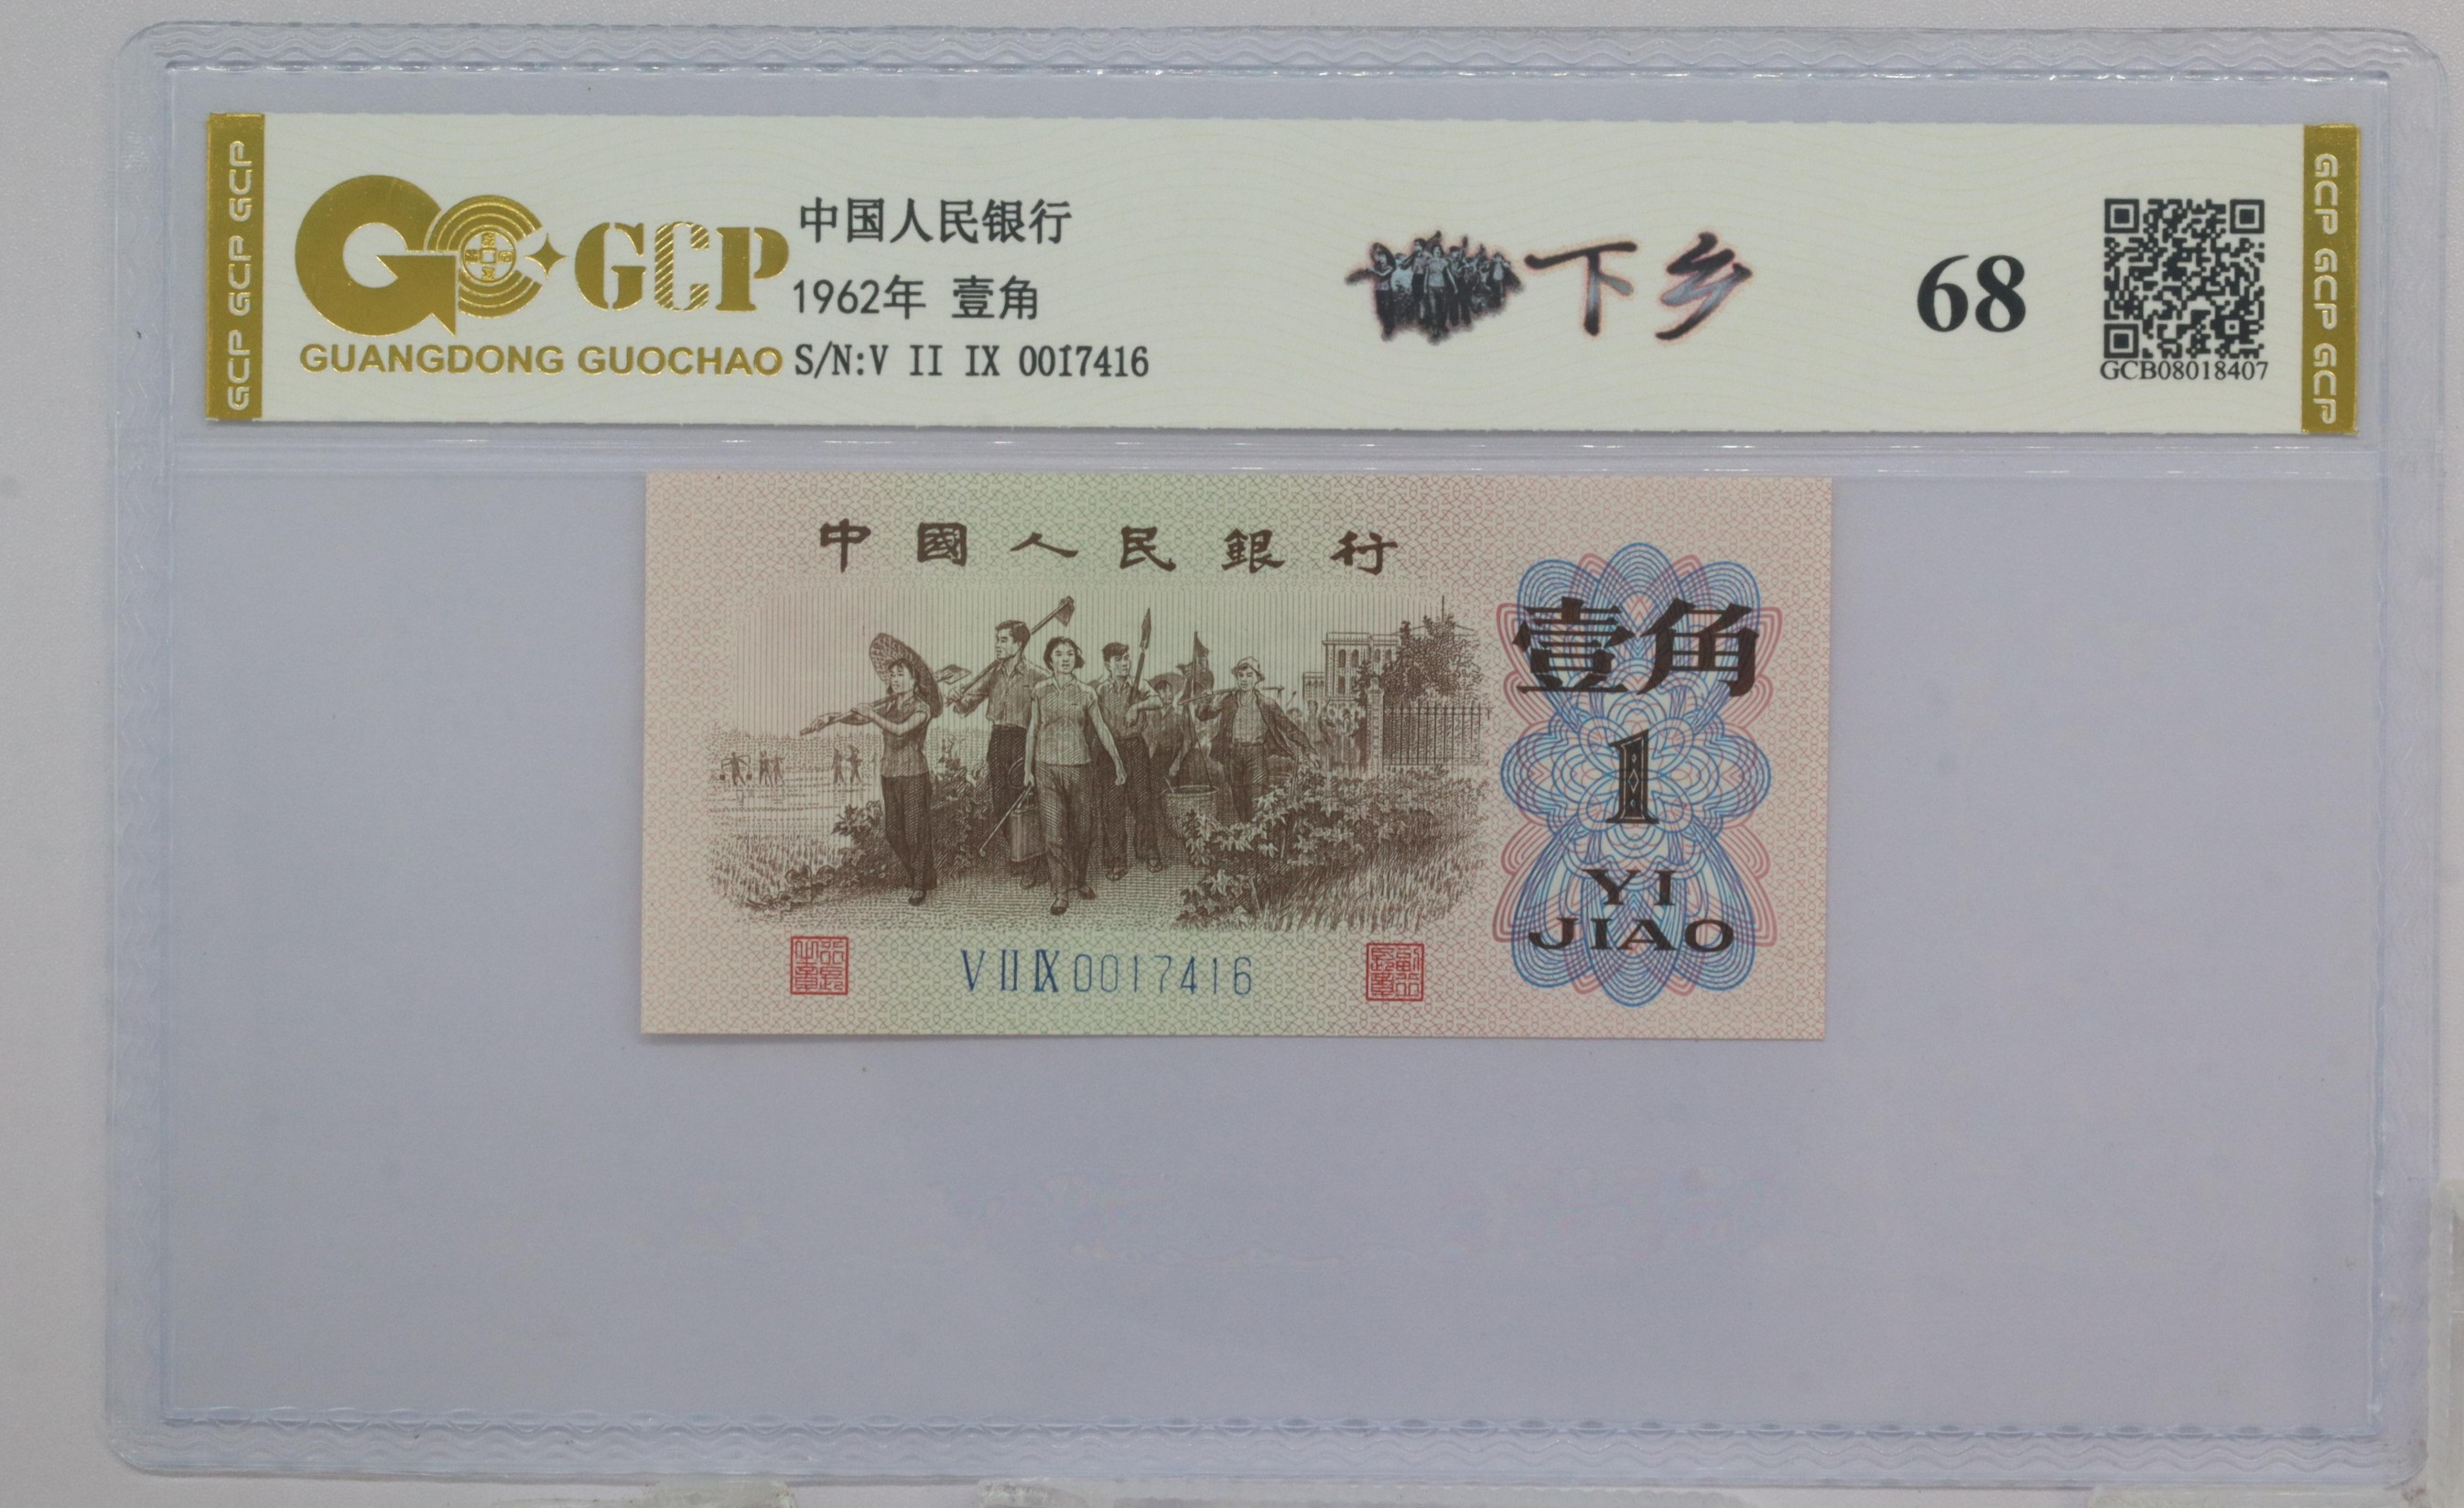 GCP GCP GCP
GCP
GUANGDONG GUOCHAO
中国人民银行
1962年 壹角
S/N:V II IX 0017416
下乡
68
GCB08018407
GCP GCP GCP
中國人民銀行
壹角
1
YI
JIAO
V II IX 0017416